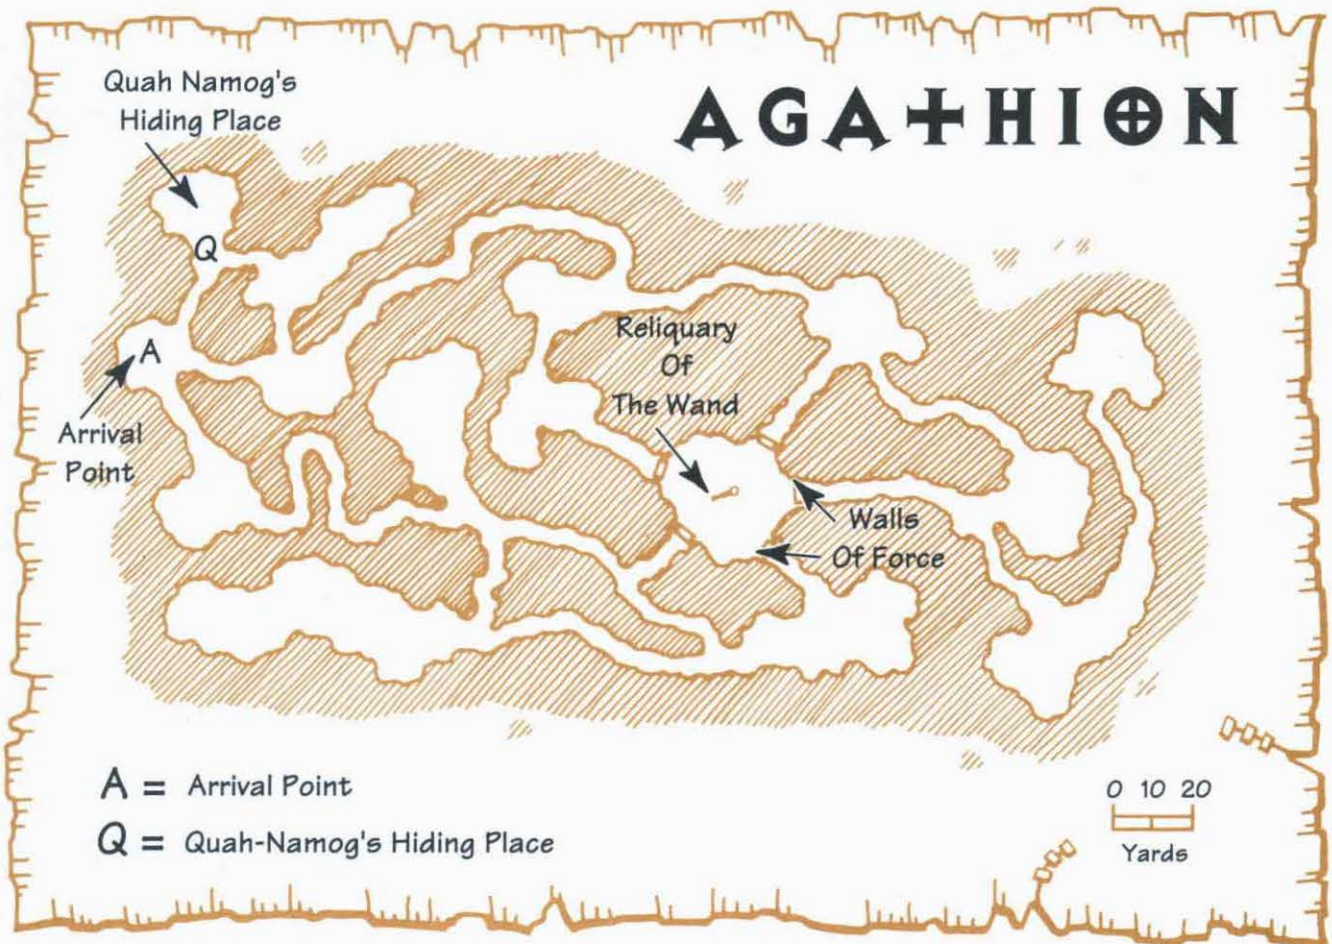 Quah Namog's
Hiding Place
AGATHION
Q
Reliquary
Of
The Wand
A
Arrival
Point
Walls
Of Force
A = Arrival Point
Q = Quah-Namog's Hiding Place
0 10 20
Yards